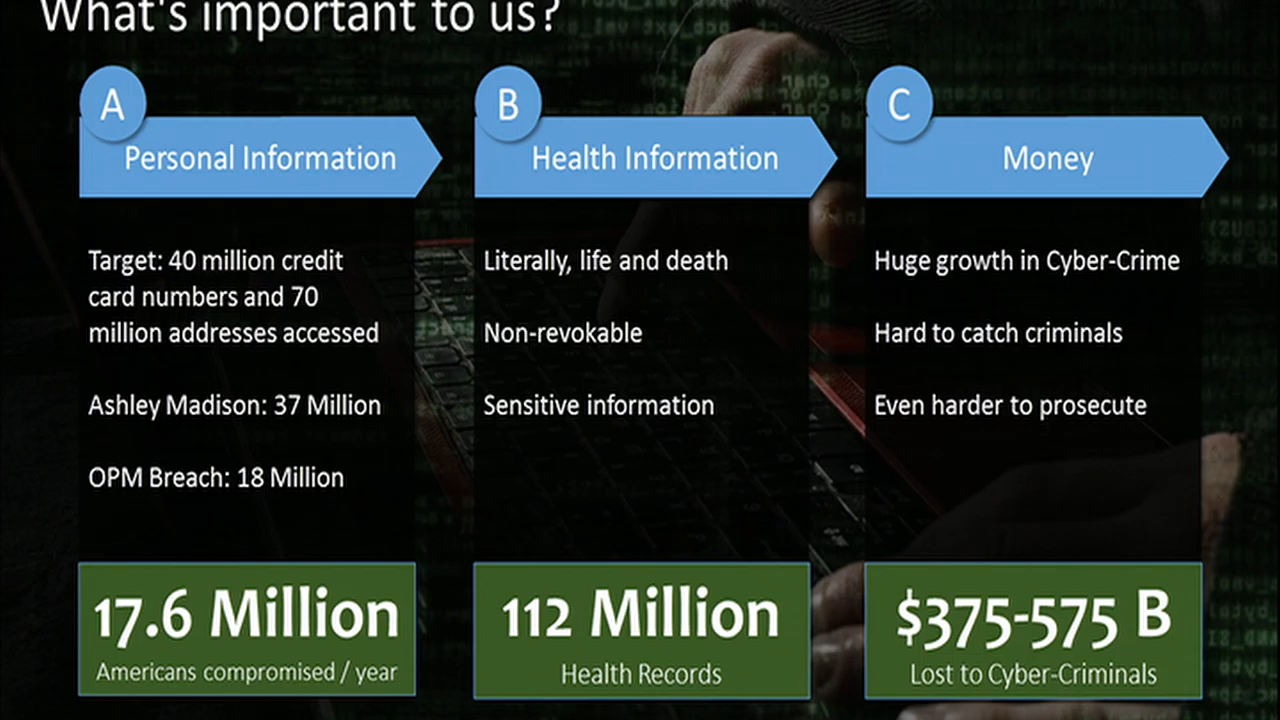 What's important to us?
A
Personal Information
Target: 40 million credit
card numbers and 70
million addresses accessed
Ashley Madison: 37 Million
OPM Breach: 18 Million
17.6 Million
Americans compromised / year
B
Health Information
Literally, life and death
Non-revokable
Sensitive information
112 Million
Health Records
C
Money
Huge growth in Cyber-Crime
Hard to catch criminals
Even harder to prosecute
$375-575 B
Lost to Cyber-Criminals